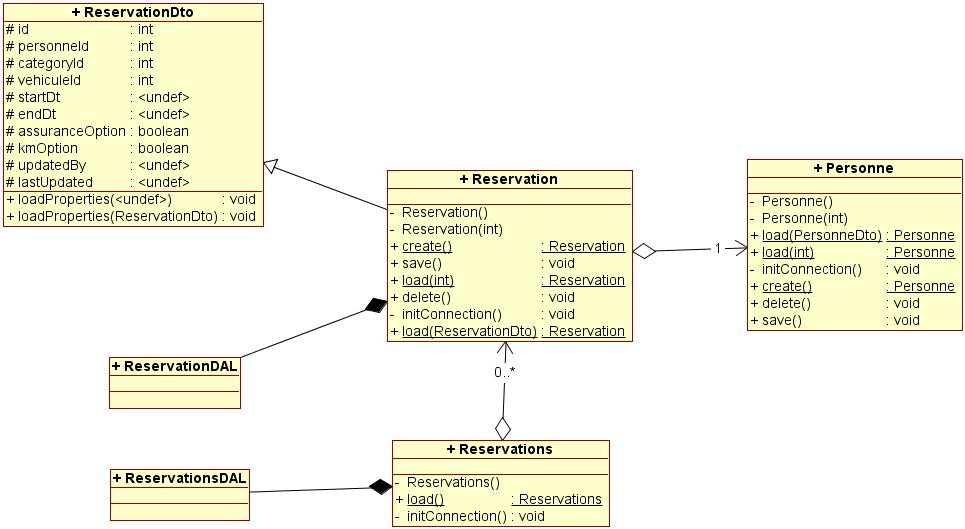 + ReservationDto
# id : int
# personneId : int
# categoryId : int
# vehiculeId : int
# startDt : <undef>
# endDt : <undef>
# assuranceOption : boolean
# kmOption : boolean
# updatedBy : <undef>
# lastUpdated : <undef>
+ loadProperties(<undef>) : void
+ loadProperties(ReservationDto) : void
+ Reservation
- Reservation()
- Reservation(int)
+ create() : Reservation
+ save() : void
+ load(int) : Reservation
+ delete() : void
- initConnection() : void
+ load(ReservationDto) : Reservation
1
+ Personne
- Personne()
- Personne(int)
+ load(PersonneDto) : Personne
+ load(int) : Personne
- initConnection() : void
+ create() : Personne
+ delete() : void
+ save() : void
+ ReservationDAL
0..*
+ Reservations
- Reservations()
+ load() : Reservations
- initConnection() : void
+ ReservationsDAL